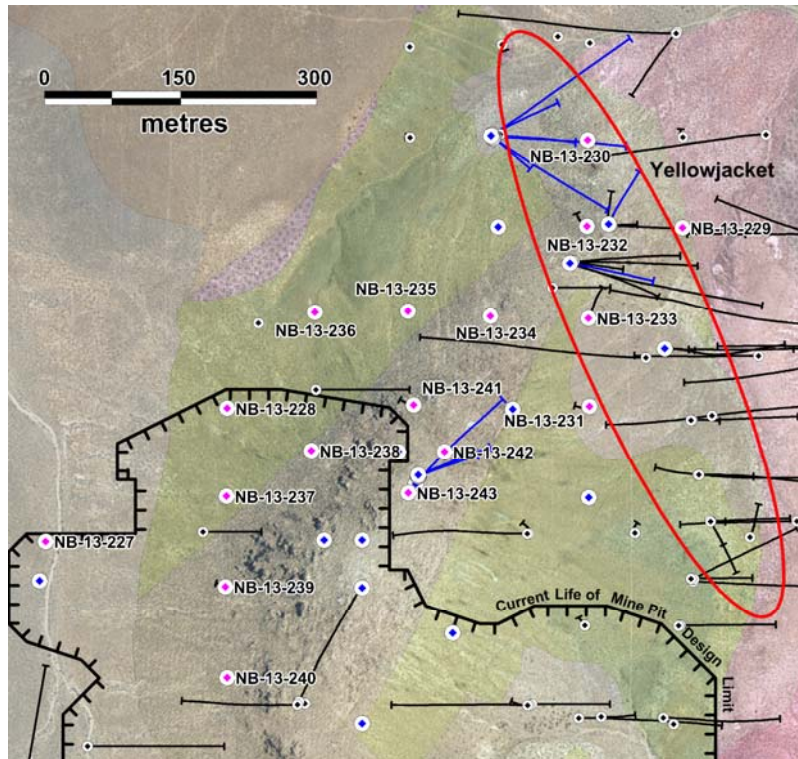 0 150 300
metres
NB-13-230
Yellowjacket
NB-13-229
NB-13-232
NB-13-235
NB-13-236
NB-13-234
NB-13-233
NB-13-241
NB-13-228
NB-13-231
NB-13-238
NB-13-242
NB-13-237
NB-13-243
NB-13-227
NB-13-239
Current Life of Mine Pit Design Limit
NB-13-240